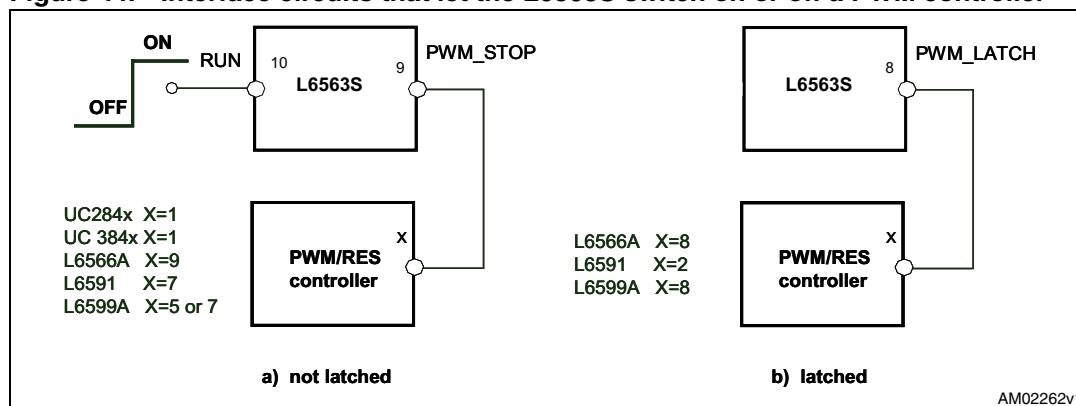 Figure Interface circuits that let the L6563S switch on or off a PWM controller
ON
OFF
RUN
10
L6563S
9
PWM_STOP
UC284x X=1
UC 384x X=1
L6566A X=9
L6591 X=7
L6599A X=5 or 7
PWM/RES
controller
X
a) not latched
L6563S
8
PWM_LATCH
L6566A X=8
L6591 X=2
L6599A X=8
PWM/RES
controller
X
b) latched